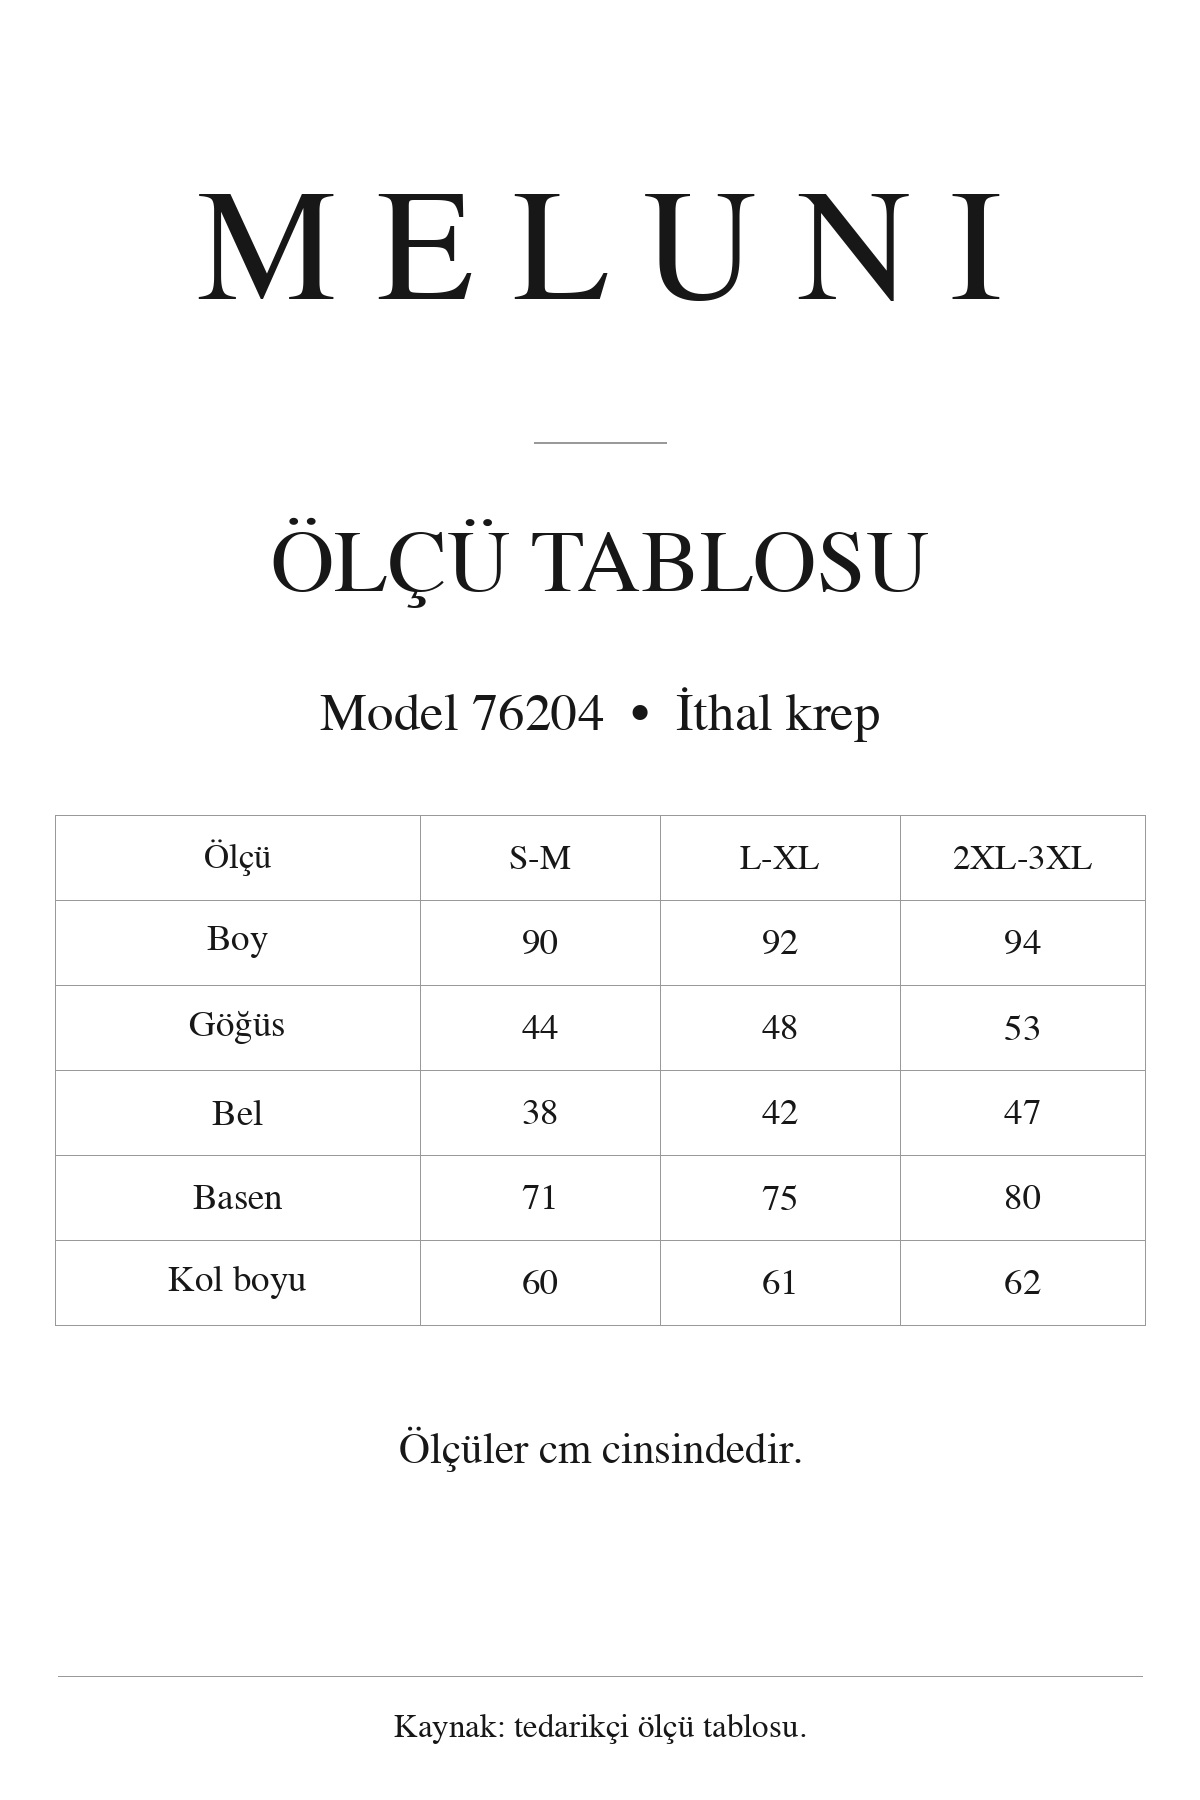 MELUNI
ÖLÇÜ TABLOSU
Model 76204 • İthal krep
Ölçü S-M L-XL 2XL-3XL
Boy 90 92 94
Göğüs 44 48 53
Bel 38 42 47
Basen 71 75 80
Kol boyu 60 61 62
Ölçüler cm cinsindedir.
Kaynak: tedarikçi ölçü tablosu.